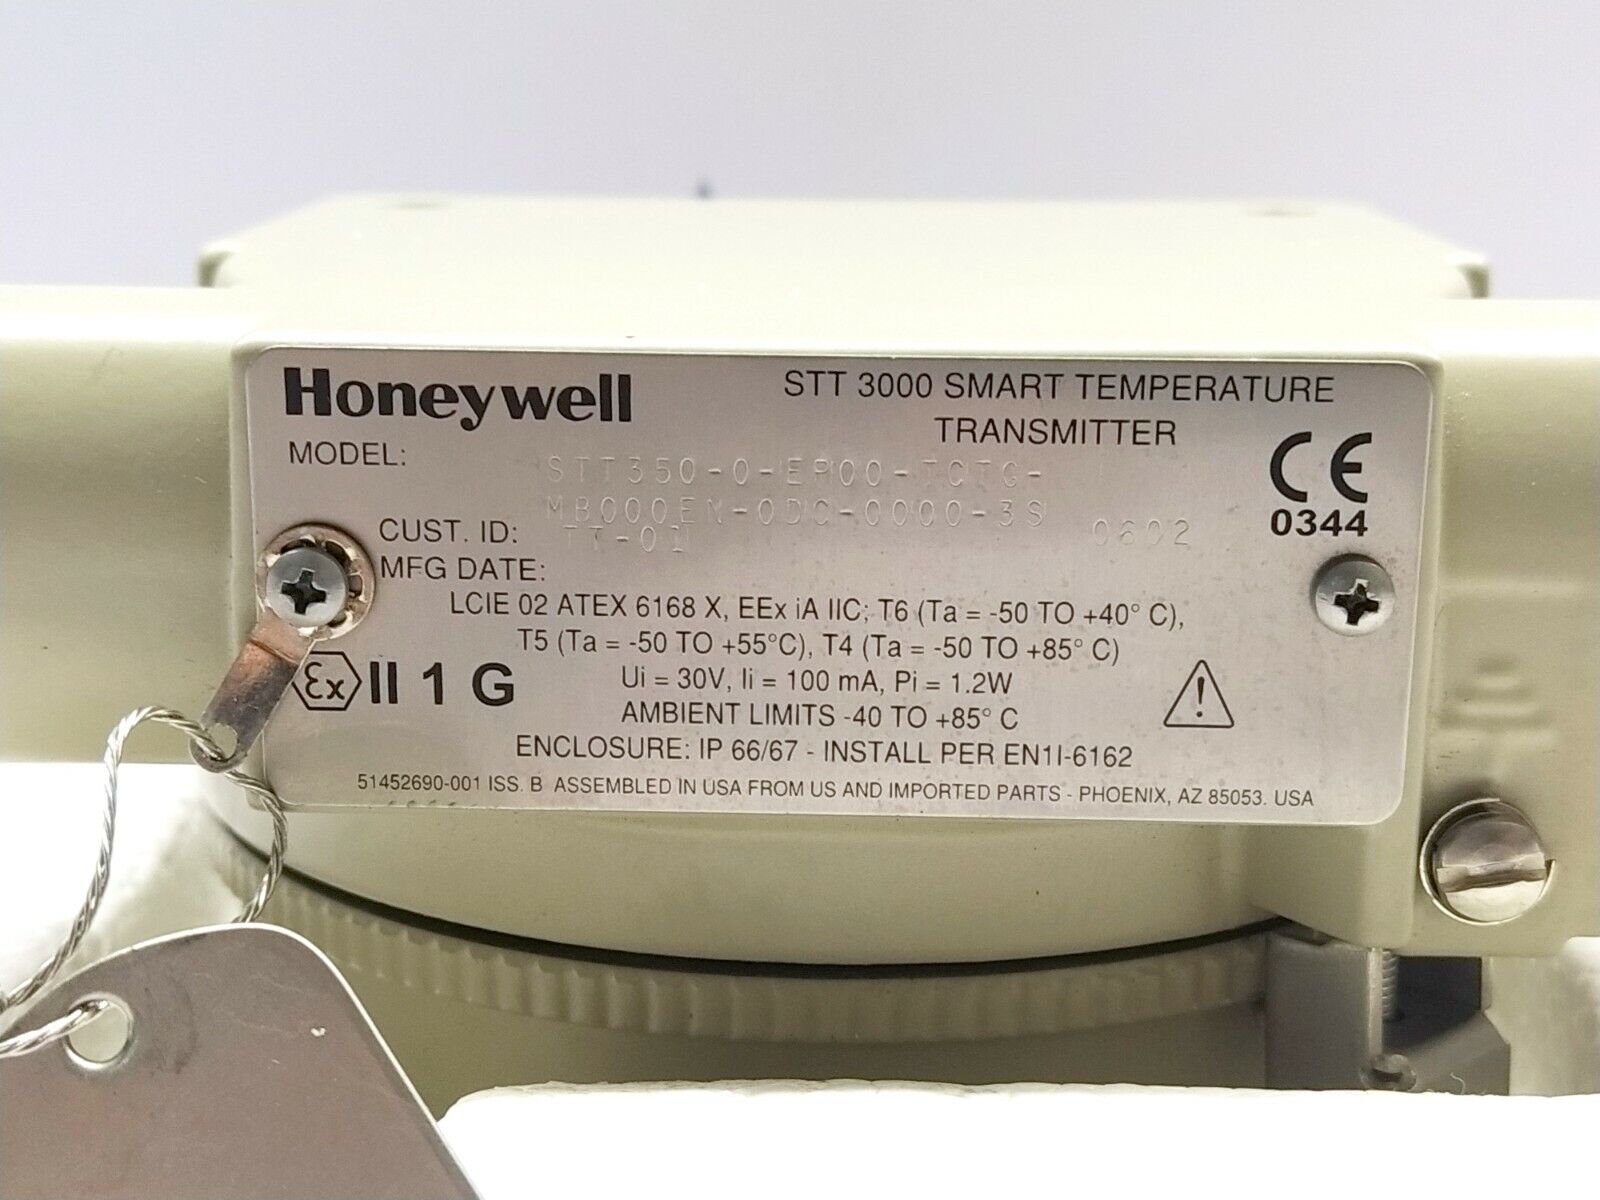 Honeywell
STT 3000 SMART TEMPERATURE
TRANSMITTER
MODEL: STT350-0-EP00-TCTG-
MB000EN-0DC-0000-3S
CE
0344
CUST. ID: TT-01 0602
MFG DATE:
LCIE 02 ATEX 6168 X, EEx iA IIC; T6 (Ta = -50 TO +40° C),
T5 (Ta = -50 TO +55°C), T4 (Ta = -50 TO +85° C)
Ex II 1 G
Ui = 30V, Ii = 100 mA, Pi = 1.2W
AMBIENT LIMITS -40 TO +85° C
ENCLOSURE: IP 66/67 - INSTALL PER EN1I-6162
51452690-001 ISS. B ASSEMBLED IN USA FROM US AND IMPORTED PARTS - PHOENIX, AZ 85053. USA